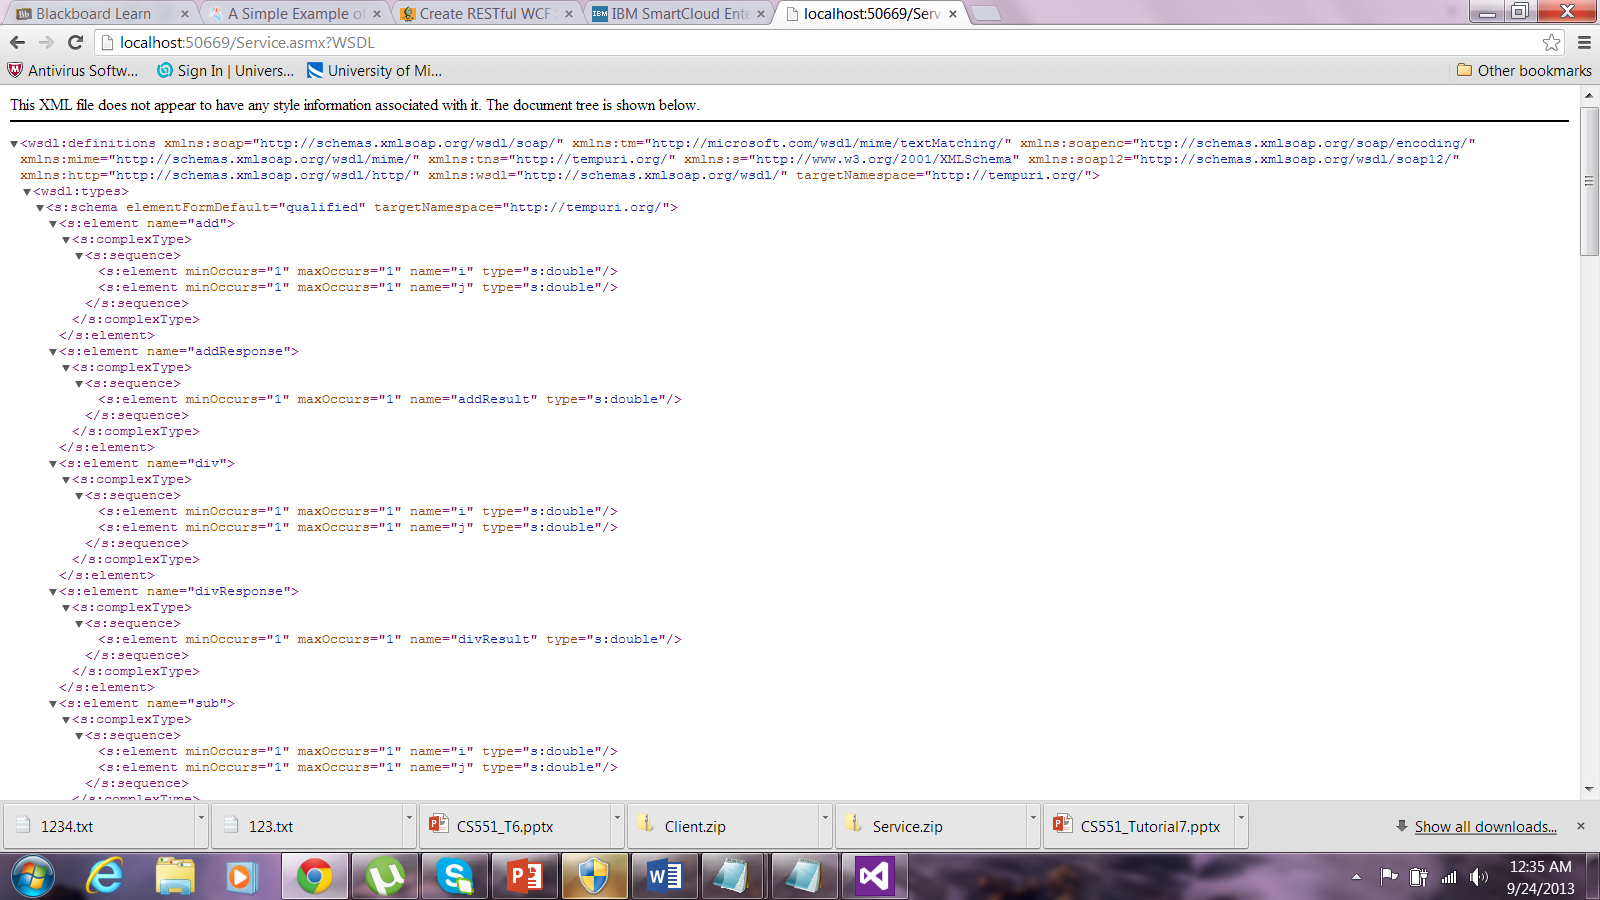 Blackboard Learn
A Simple Example of
Create RESTful WCF
IBM SmartCloud Ente
localhost:50669/Serv
localhost:50669/Service.asmx?WSDL
Antivirus Softw...
Sign In | Univers...
University of Mi...
Other bookmarks
This XML file does not appear to have any style information associated with it. The document tree is shown below.
▼<wsdl:definitions xmlns:soap="http://schemas.xmlsoap.org/wsdl/soap/" xmlns:tm="http://microsoft.com/wsdl/mime/textMatching/" xmlns:soapenc="http://schemas.xmlsoap.org/soap/encoding/"
xmlns:mime="http://schemas.xmlsoap.org/wsdl/mime/" xmlns:tns="http://tempuri.org/" xmlns:s="http://www.w3.org/2001/XMLSchema" xmlns:soap12="http://schemas.xmlsoap.org/wsdl/soap12/"
xmlns:http="http://schemas.xmlsoap.org/wsdl/http/" xmlns:wsdl="http://schemas.xmlsoap.org/wsdl/" targetNamespace="http://tempuri.org/">
▼<wsdl:types>
▼<s:schema elementFormDefault="qualified" targetNamespace="http://tempuri.org/">
▼<s:element name="add">
▼<s:complexType>
▼<s:sequence>
<s:element minOccurs="1" maxOccurs="1" name="i" type="s:double"/>
<s:element minOccurs="1" maxOccurs="1" name="j" type="s:double"/>
</s:sequence>
</s:complexType>
</s:element>
▼<s:element name="addResponse">
▼<s:complexType>
▼<s:sequence>
<s:element minOccurs="1" maxOccurs="1" name="addResult" type="s:double"/>
</s:sequence>
</s:complexType>
</s:element>
▼<s:element name="div">
▼<s:complexType>
▼<s:sequence>
<s:element minOccurs="1" maxOccurs="1" name="i" type="s:double"/>
<s:element minOccurs="1" maxOccurs="1" name="j" type="s:double"/>
</s:sequence>
</s:complexType>
</s:element>
▼<s:element name="divResponse">
▼<s:complexType>
▼<s:sequence>
<s:element minOccurs="1" maxOccurs="1" name="divResult" type="s:double"/>
</s:sequence>
</s:complexType>
</s:element>
▼<s:element name="sub">
▼<s:complexType>
▼<s:sequence>
<s:element minOccurs="1" maxOccurs="1" name="i" type="s:double"/>
<s:element minOccurs="1" maxOccurs="1" name="j" type="s:double"/>
</s:sequence>
</s:complexType>
1234.txt
123.txt
CS551_T6.pptx
Client.zip
Service.zip
CS551_Tutorial7.pptx
Show all downloads...
12:35 AM
9/24/2013